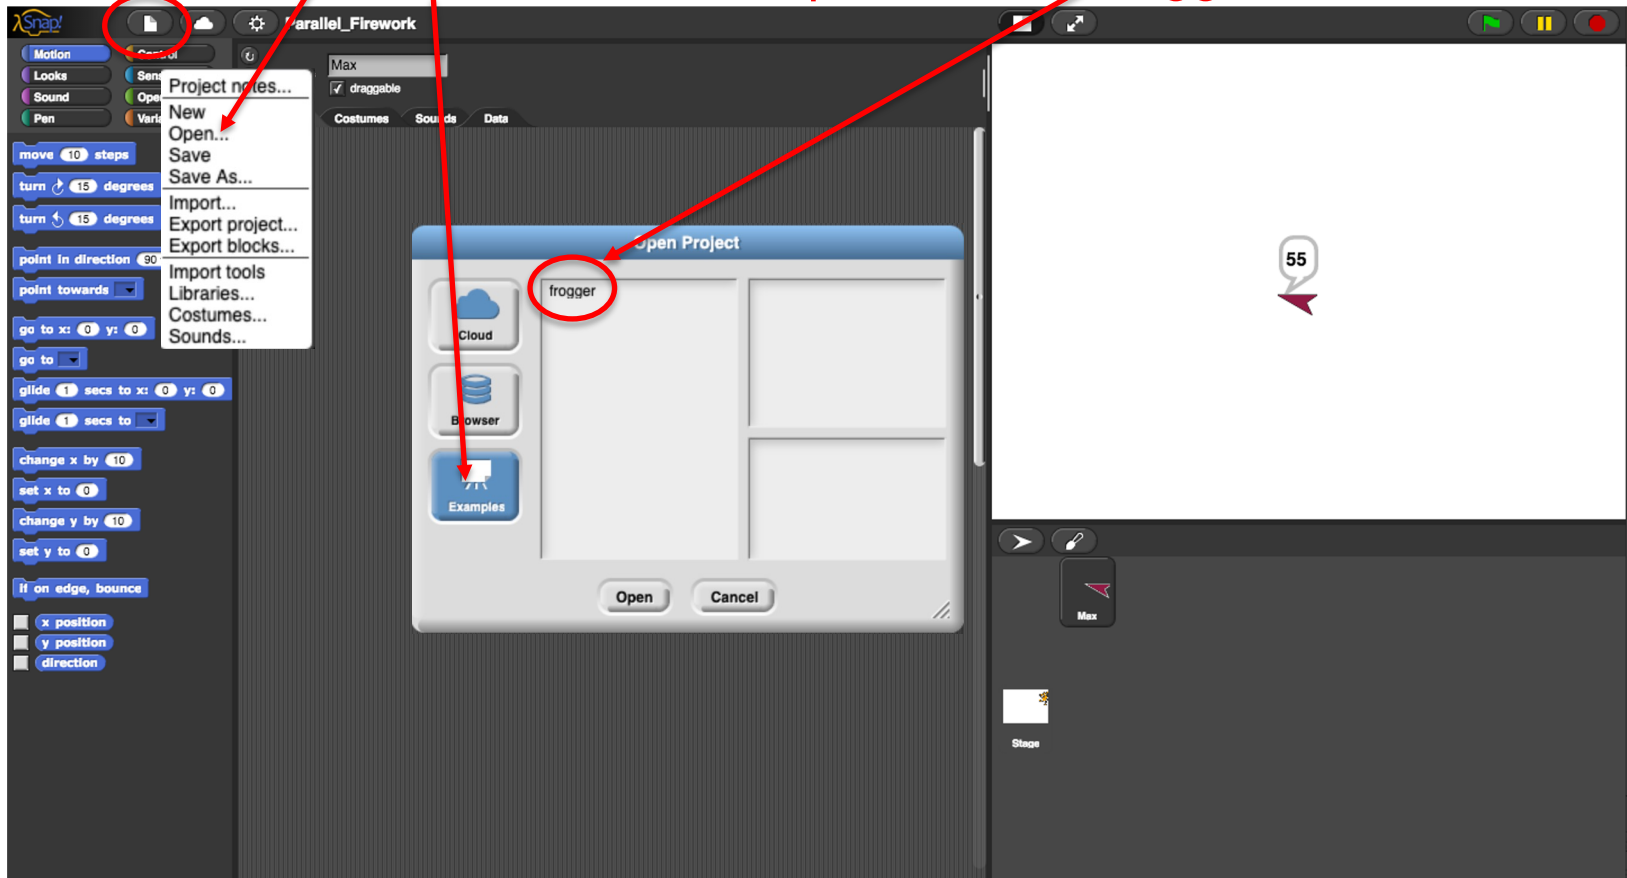 λSnap!
Parallel_Firework
Motion
Looks
Sound
Pen
Control
Project notes...
New
Open...
Save
Save As...
Import...
Export project...
Export blocks...
Import tools
Libraries...
Costumes...
Sounds...
Max
draggable
Costumes Sounds Data
move 10 steps
turn 15 degrees
turn 15 degrees
point in direction 90
point towards
go to x: 0 y: 0
go to
glide 1 secs to x: 0 y: 0
glide 1 secs to
change x by 10
set x to 0
change y by 10
set y to 0
if on edge, bounce
x position
y position
direction
Open Project
Cloud
Browser
Examples
frogger
Open
Cancel
55
Max
Stage